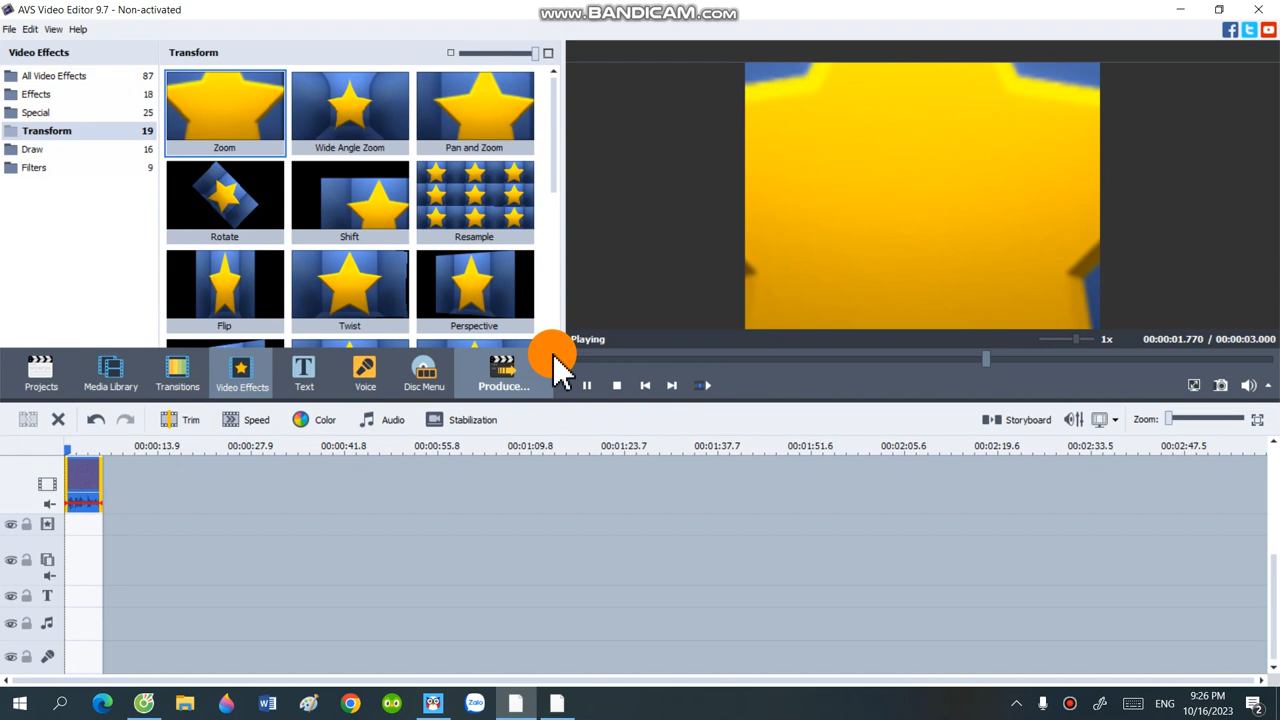 AVS Video Editor 9.7 - Non-activated
www.BANDICAM.com
File Edit View Help
Video Effects
Transform
All Video Effects 87
Effects 18
Special 25
Transform 19
Draw 16
Filters 9
Zoom Wide Angle Zoom Pan and Zoom
Rotate Shift Resample
Flip Twist Perspective
Playing 1x 00:00:01.770 / 00:00:03.000
Projects Media Library Transitions Video Effects Text Voice Disc Menu Produce...
Trim Speed Color Audio Stabilization Storyboard Zoom:
00:00:13.9 00:00:27.9 00:00:41.8 00:00:55.8 00:01:09.8 00:01:23.7 00:01:37.7 00:01:51.6 00:02:05.6 00:02:19.6 00:02:33.5 00:02:47.5
T
Zalo
ENG
9:26 PM
10/16/2023
2